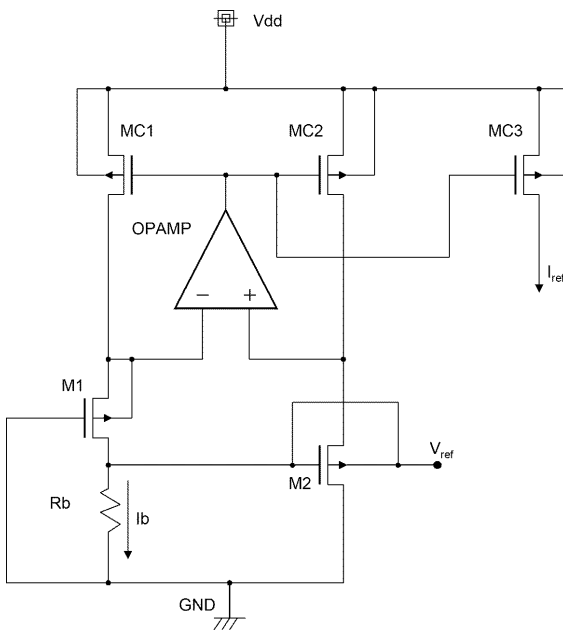 Vdd
MC1
MC2
MC3
OPAMP
− +
Iref
M1
Vref
M2
Rb
Ib
GND